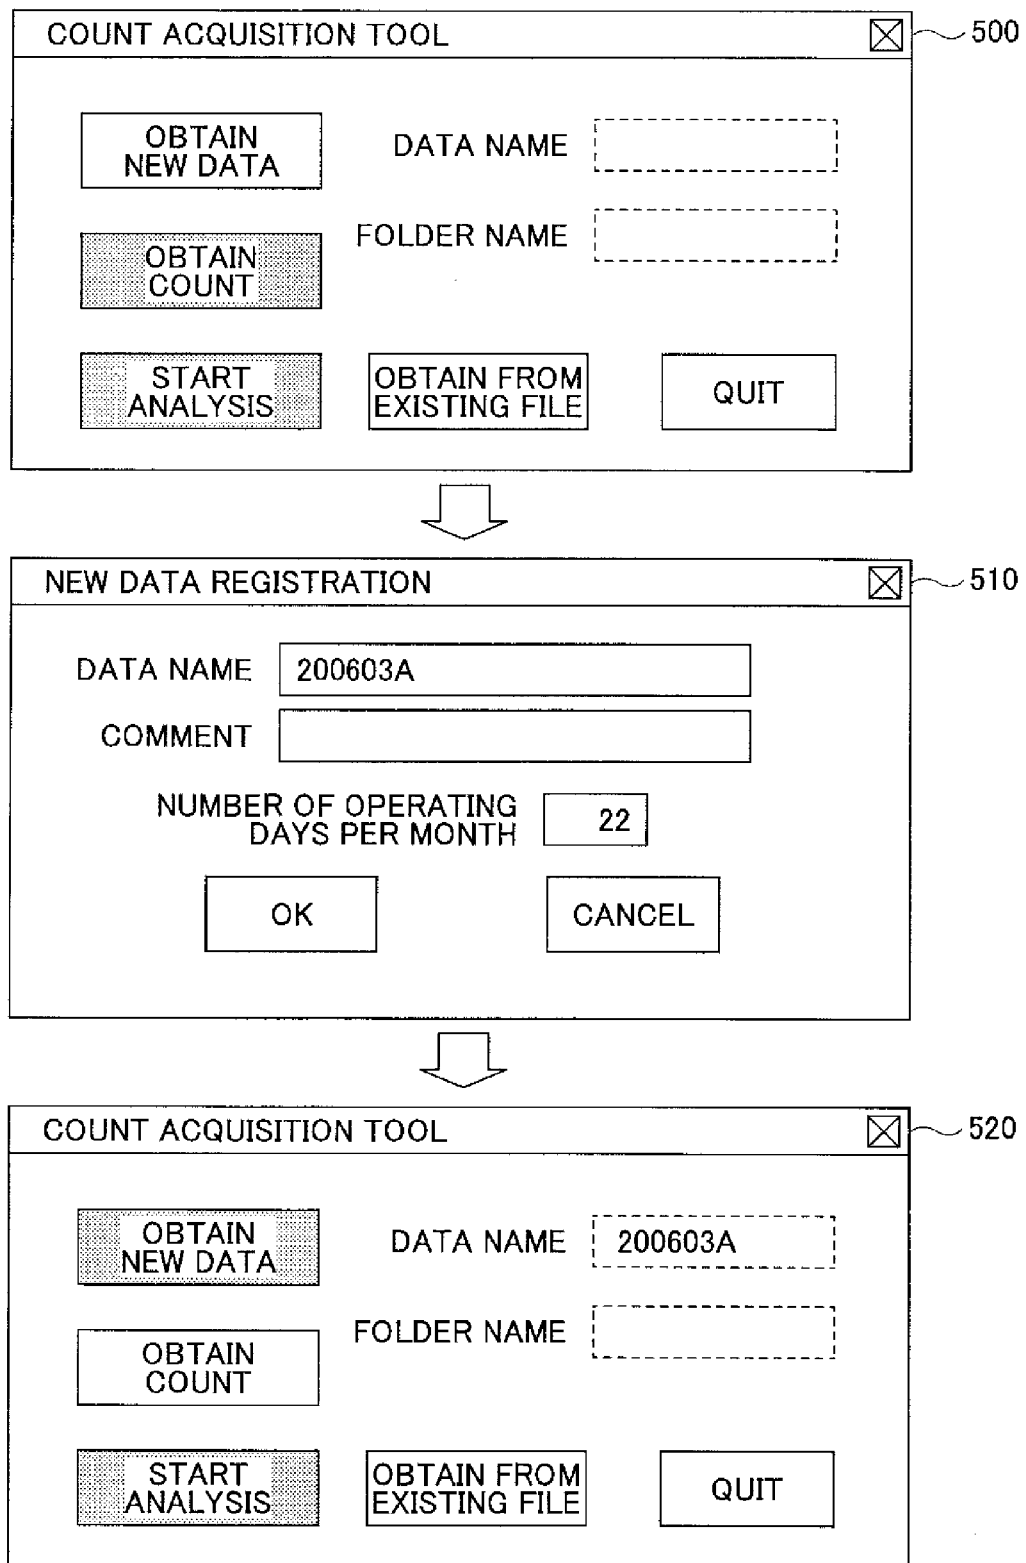 COUNT ACQUISITION TOOL
500
OBTAIN
NEW DATA
DATA NAME
OBTAIN
COUNT
FOLDER NAME
START
ANALYSIS
OBTAIN FROM
EXISTING FILE
QUIT
NEW DATA REGISTRATION
510
DATA NAME 200603A
COMMENT
NUMBER OF OPERATING
DAYS PER MONTH
22
OK CANCEL
COUNT ACQUISITION TOOL
520
OBTAIN
NEW DATA
DATA NAME 200603A
FOLDER NAME
OBTAIN
COUNT
START
ANALYSIS
OBTAIN FROM
EXISTING FILE
QUIT